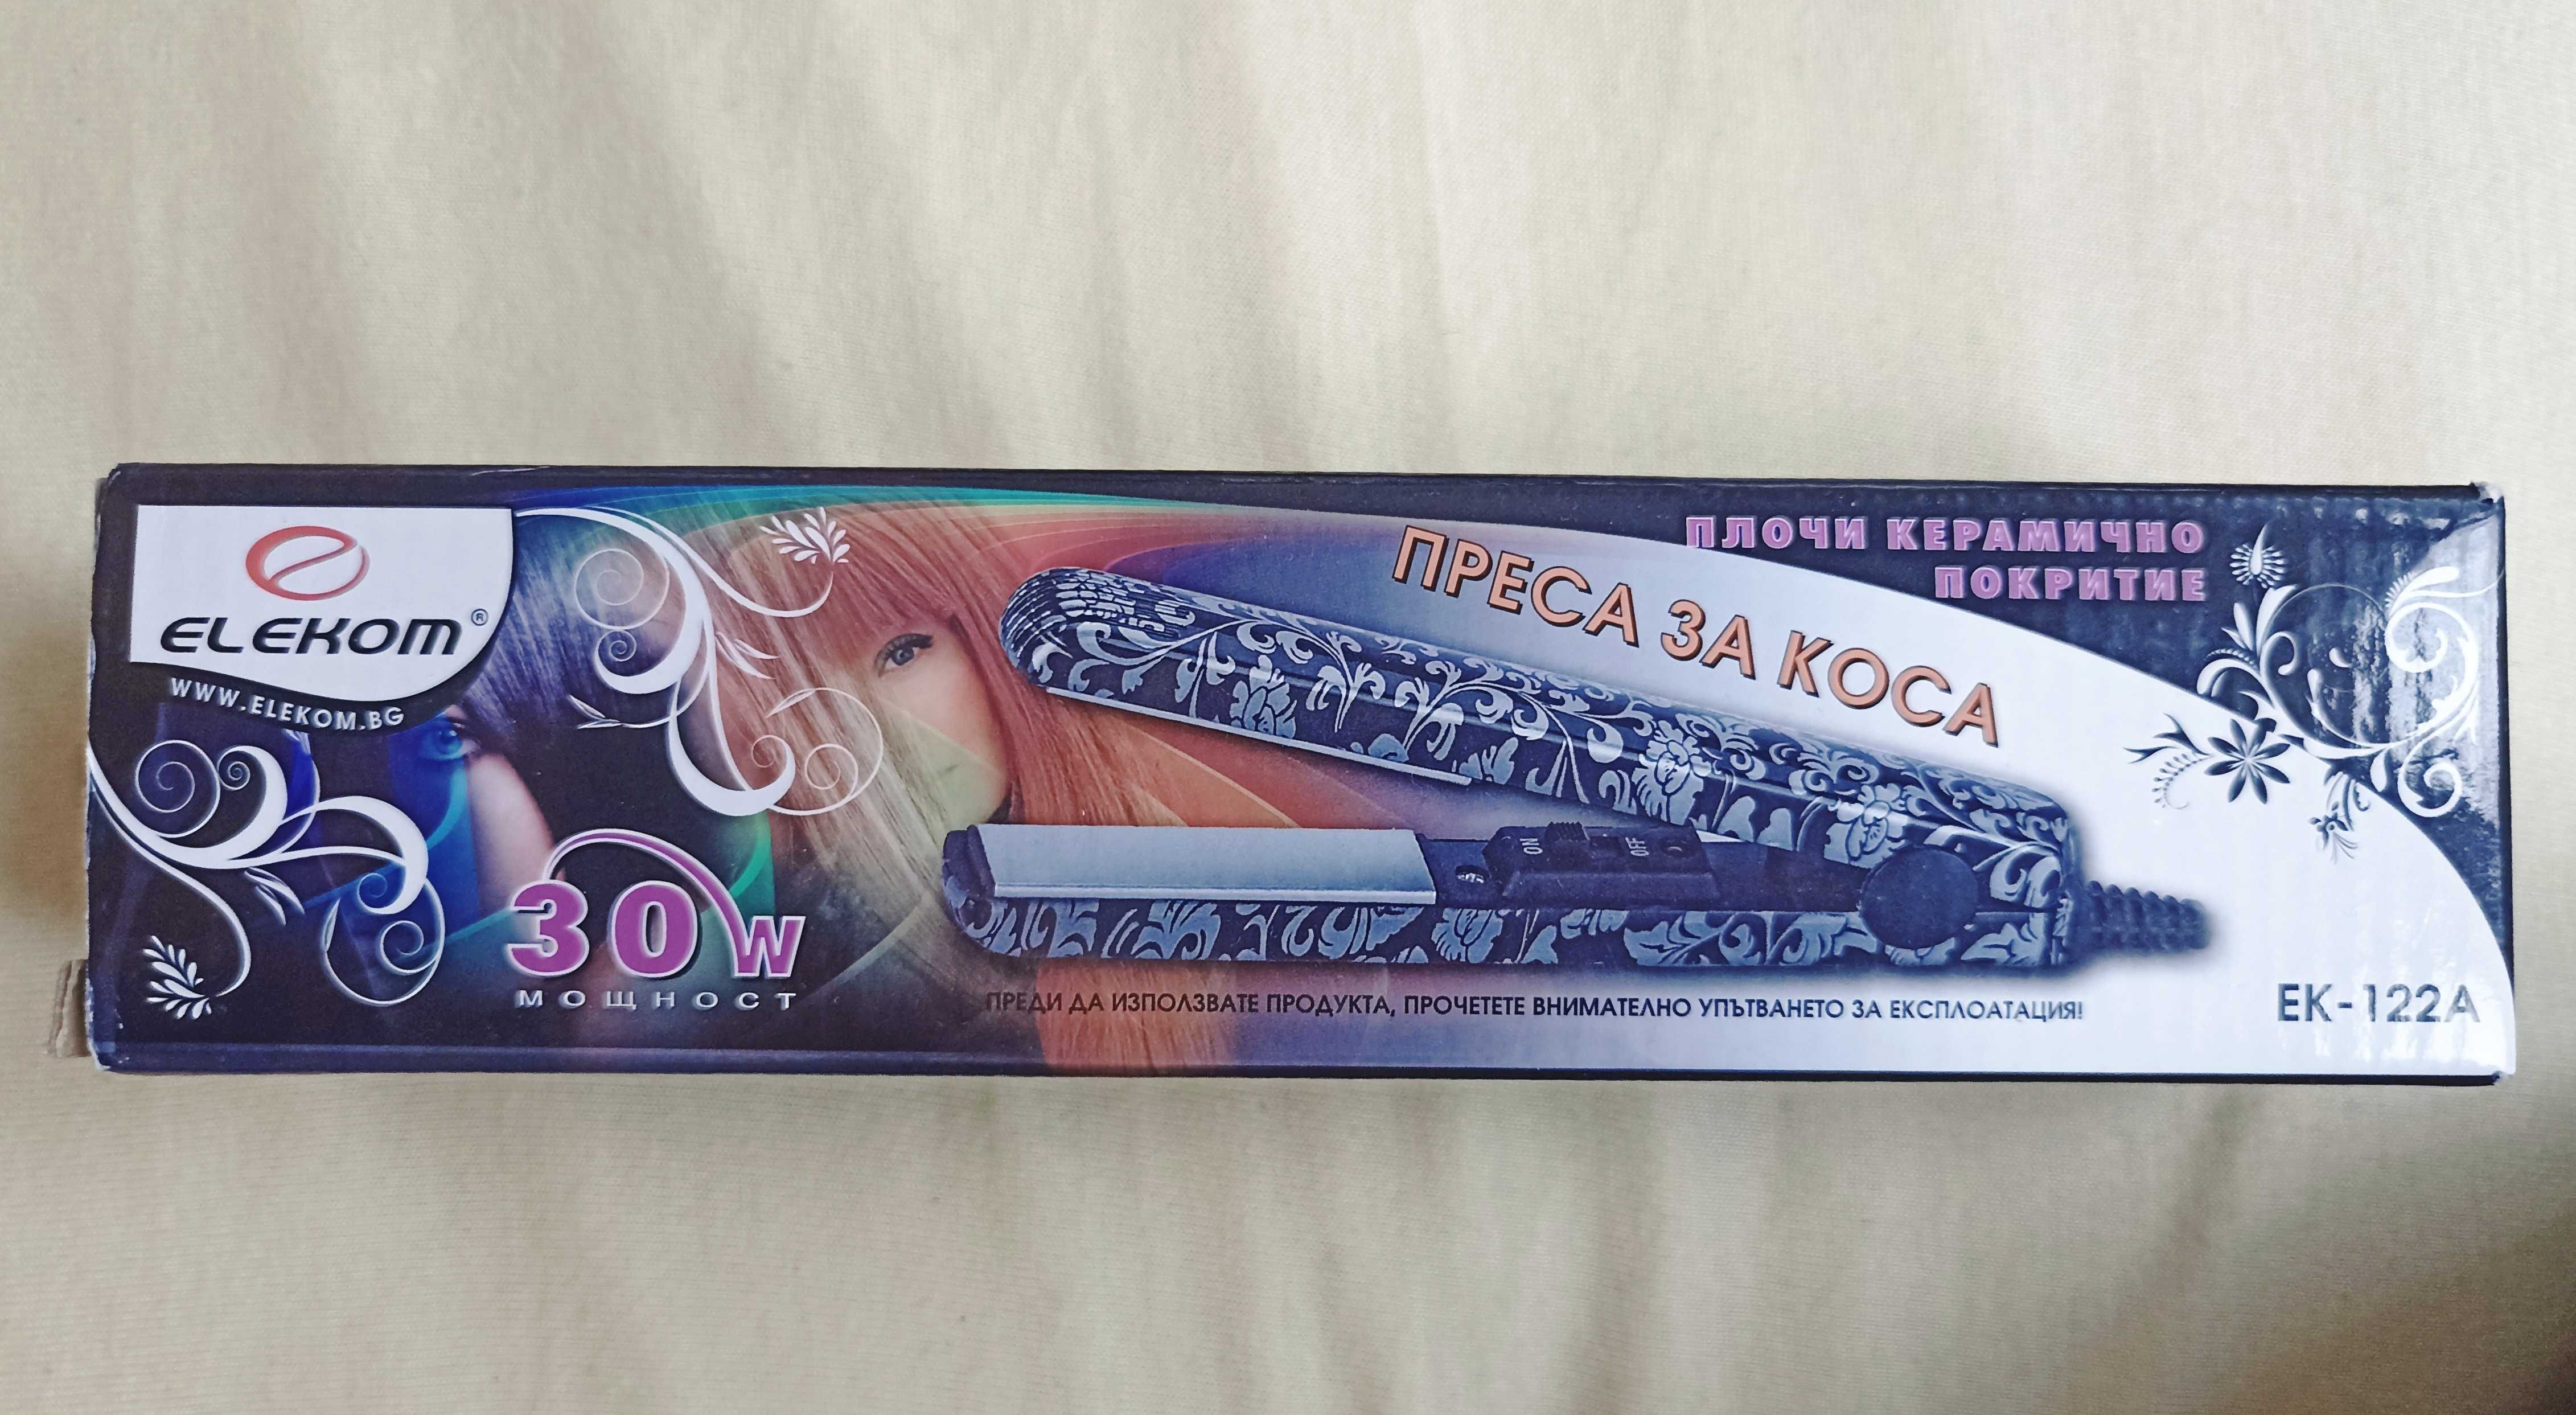 ELEKOM®
WWW.ELEKOM.BG
30W
МОЩНОСТ
ПРЕСА ЗА КОСА
ПЛОЧИ КЕРАМИЧНО
ПОКРИТИЕ
ON OFF
ПРЕДИ ДА ИЗПОЛЗВАТЕ ПРОДУКТА, ПРОЧЕТЕТЕ ВНИМАТЕЛНО УПЪТВАНЕТО ЗА ЕКСПЛОАТАЦИЯ!
EK-122A